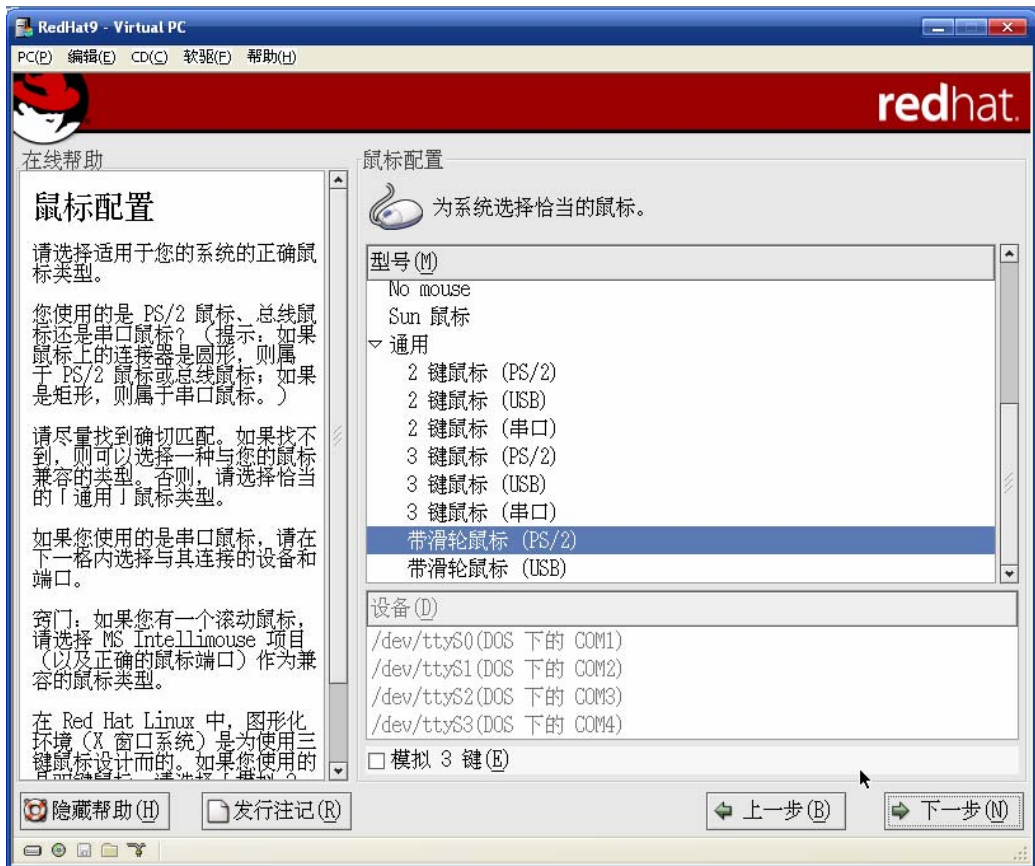 RedHat9 - Virtual PC
PC(P) 编辑(E) CD(C) 软驱(F) 帮助(H)
redhat.
在线帮助
鼠标配置
请选择适用于您的系统的正确鼠
标类型。
您使用的是 PS/2 鼠标、总线鼠
标还是串口鼠标？（提示：如果
鼠标上的连接器是圆形，则属
于 PS/2 鼠标或总线鼠标；如果
是矩形，则属于串口鼠标。）
请尽量找到确切匹配。如果找不
到，则可以选择一种与您的鼠标
兼容的类型。否则，请选择恰当
的「通用」鼠标类型。
如果您使用的是串口鼠标，请在
下一格内选择与其连接的设备和
端口。
窍门：如果您有一个滚动鼠标，
请选择 MS Intellimouse 项目
（以及正确的鼠标端口）作为兼
容的鼠标类型。
在 Red Hat Linux 中，图形化
环境（X 窗口系统）是为使用三
键鼠标设计而的。如果您使用的
鼠标配置
为系统选择恰当的鼠标。
型号(M)
No mouse
Sun 鼠标
通用
2 键鼠标 (PS/2)
2 键鼠标 (USB)
2 键鼠标 (串口)
3 键鼠标 (PS/2)
3 键鼠标 (USB)
3 键鼠标 (串口)
带滑轮鼠标 (PS/2)
带滑轮鼠标 (USB)
设备(D)
/dev/ttyS0(DOS 下的 COM1)
/dev/ttyS1(DOS 下的 COM2)
/dev/ttyS2(DOS 下的 COM3)
/dev/ttyS3(DOS 下的 COM4)
模拟 3 键(E)
隐藏帮助(H) 发行注记(R) 上一步(B) 下一步(N)